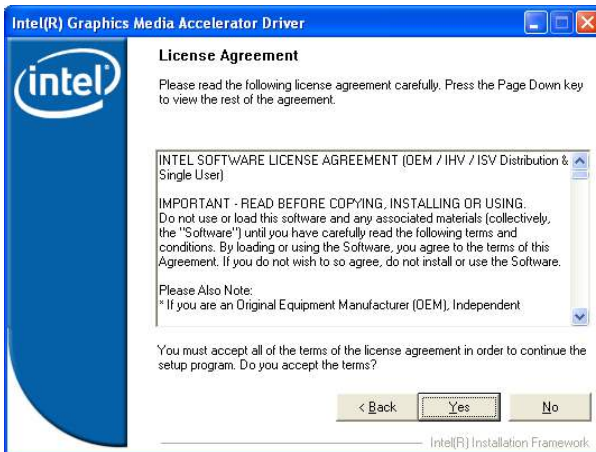 Intel(R) Graphics Media Accelerator Driver
intel
License Agreement
Please read the following license agreement carefully. Press the Page Down key
to view the rest of the agreement.
INTEL SOFTWARE LICENSE AGREEMENT (OEM / IHV / ISV Distribution &
Single User)
IMPORTANT - READ BEFORE COPYING, INSTALLING OR USING.
Do not use or load this software and any associated materials (collectively,
the "Software") until you have carefully read the following terms and
conditions. By loading or using the Software, you agree to the terms of this
Agreement. If you do not wish to so agree, do not install or use the Software.
Please Also Note:
* If you are an Original Equipment Manufacturer (OEM), Independent
You must accept all of the terms of the license agreement in order to continue the
setup program. Do you accept the terms?
< Back
Yes
No
Intel(R) Installation Framework